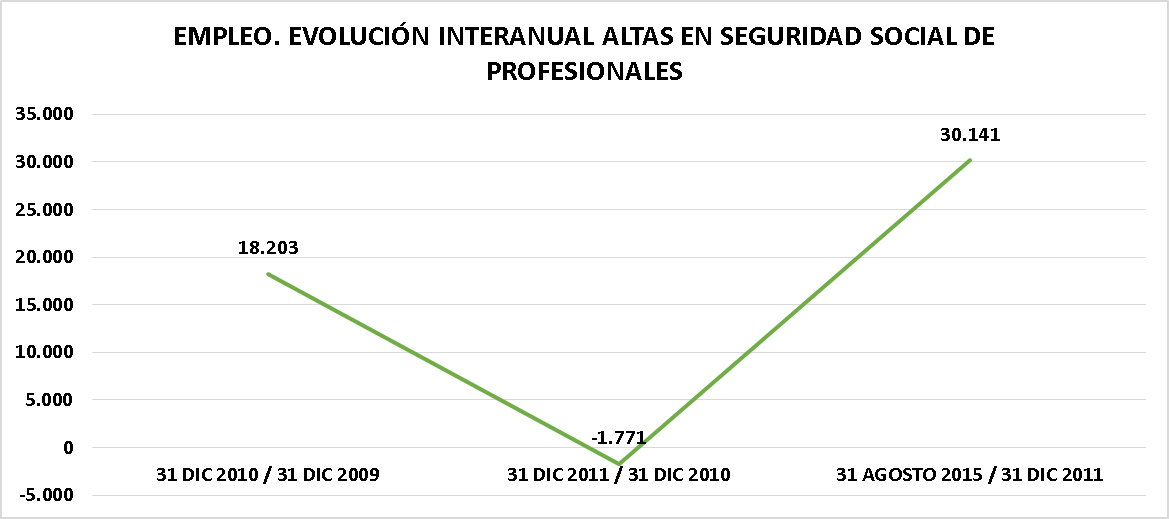 EMPLEO. EVOLUCIÓN INTERANUAL ALTAS EN SEGURIDAD SOCIAL DE
PROFESIONALES
35.000
30.000
25.000
20.000
15.000
10.000
5.000
0
-5.000
18.203
-1.771
30.141
31 DIC 2010 / 31 DIC 2009
31 DIC 2011 / 31 DIC 2010
31 AGOSTO 2015 / 31 DIC 2011